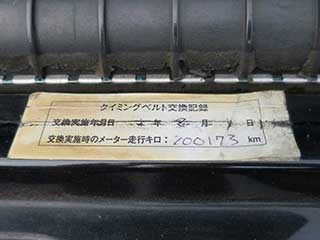 タイミングベルト交換記録
交換実施年月日 年 8 月 日
交換実施時のメーター走行キロ：200173 km